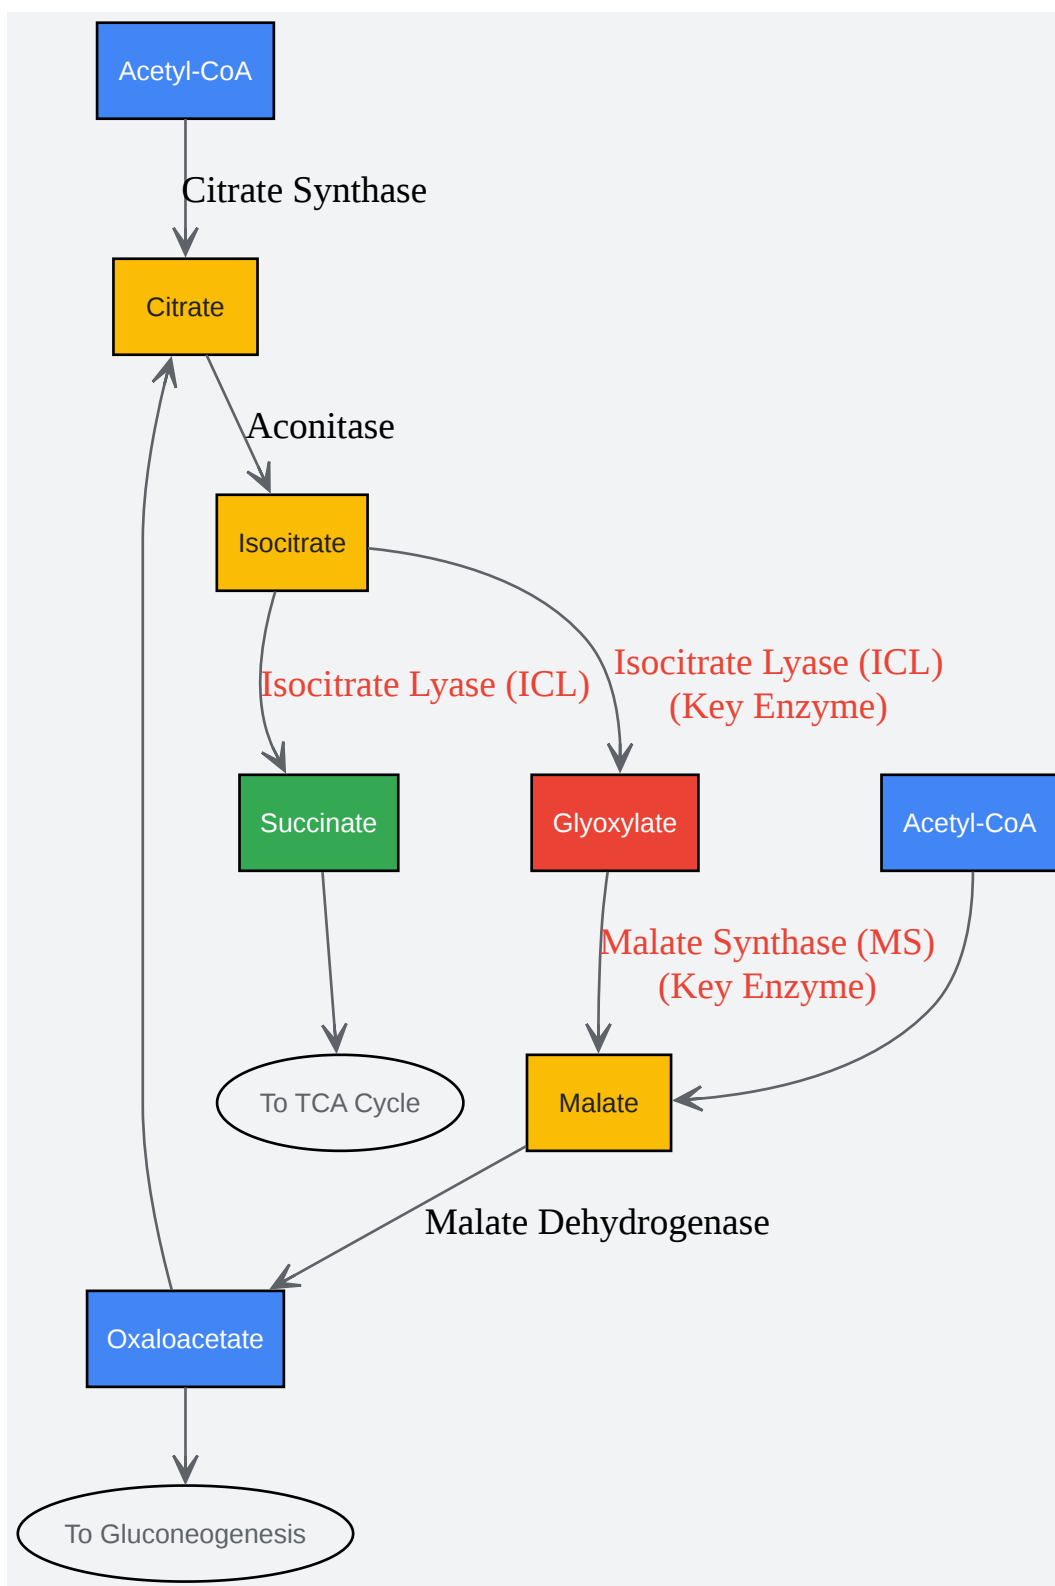 Acetyl-CoA
Citrate Synthase
Citrate
Aconitase
Isocitrate
Isocitrate Lyase (ICL)
Isocitrate Lyase (ICL)
(Key Enzyme)
Succinate
Glyoxylate
Acetyl-CoA
Malate Synthase (MS)
(Key Enzyme)
To TCA Cycle
Malate
Malate Dehydrogenase
Oxaloacetate
To Gluconeogenesis